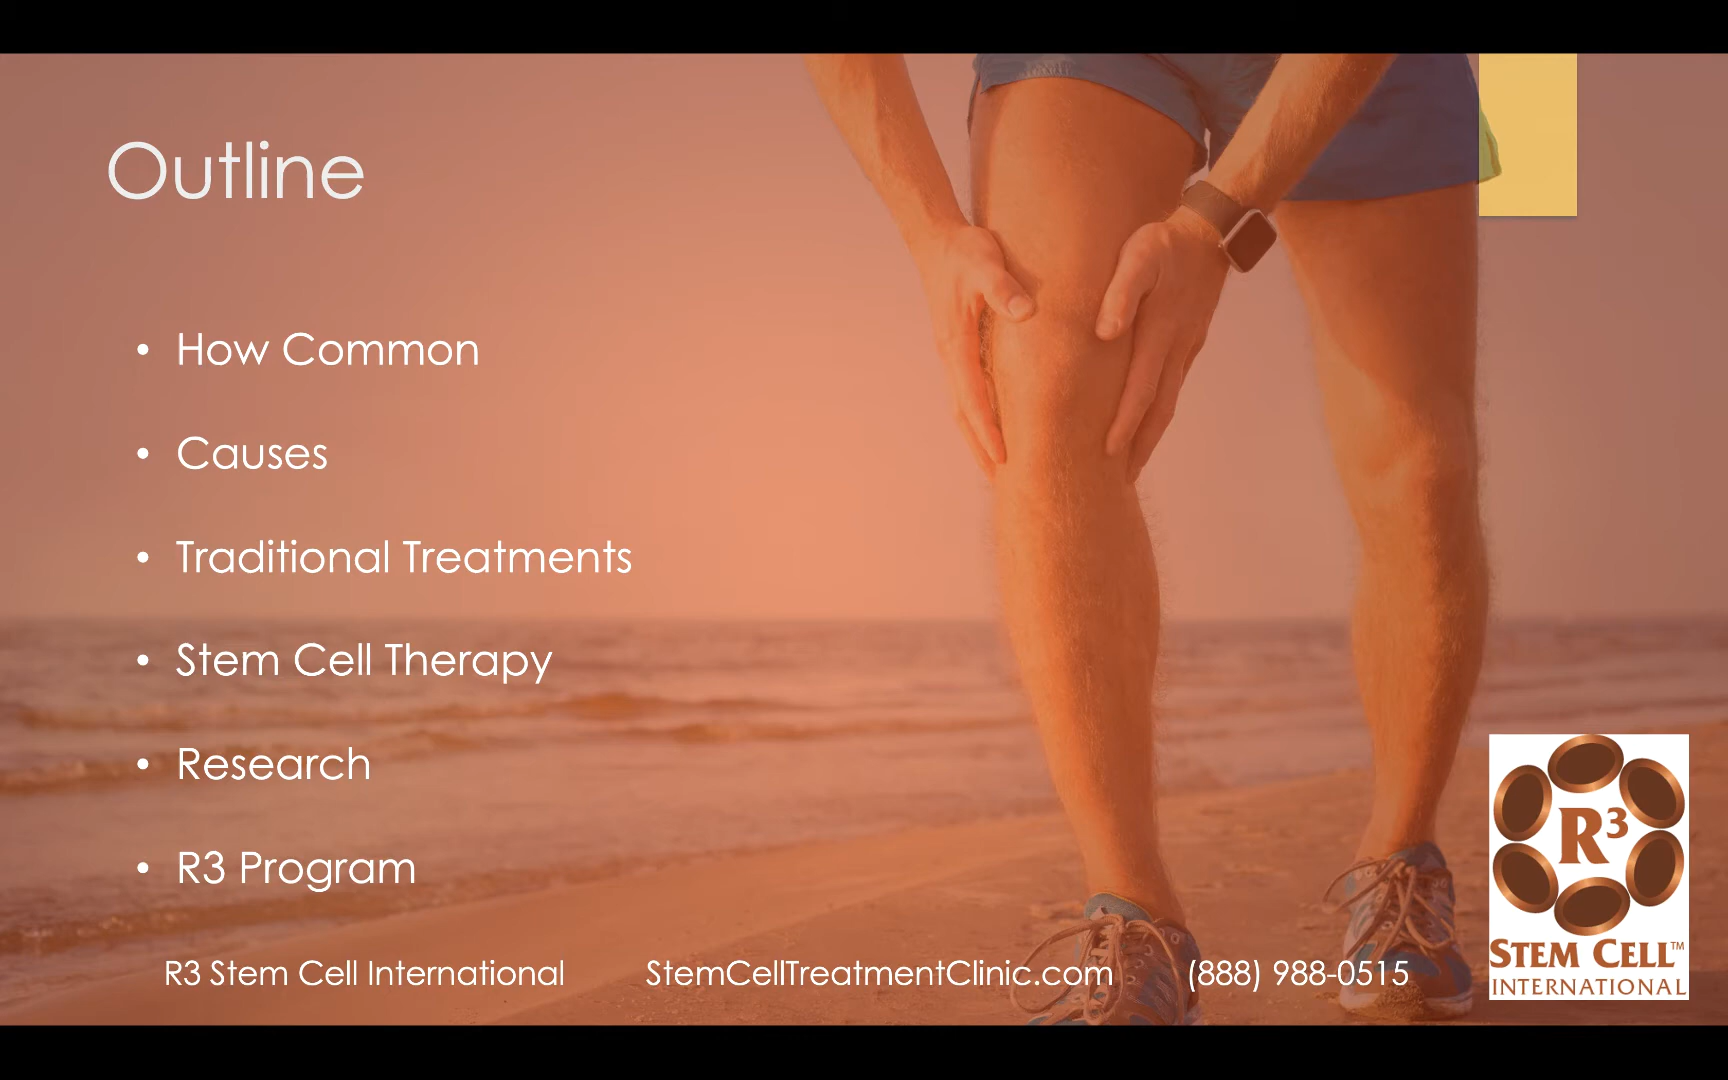 Outline
• How Common
• Causes
• Traditional Treatments
• Stem Cell Therapy
• Research
• R3 Program
R3 Stem Cell International StemCellTreatmentClinic.com (888) 988-0515
R³
STEM CELL™
INTERNATIONAL